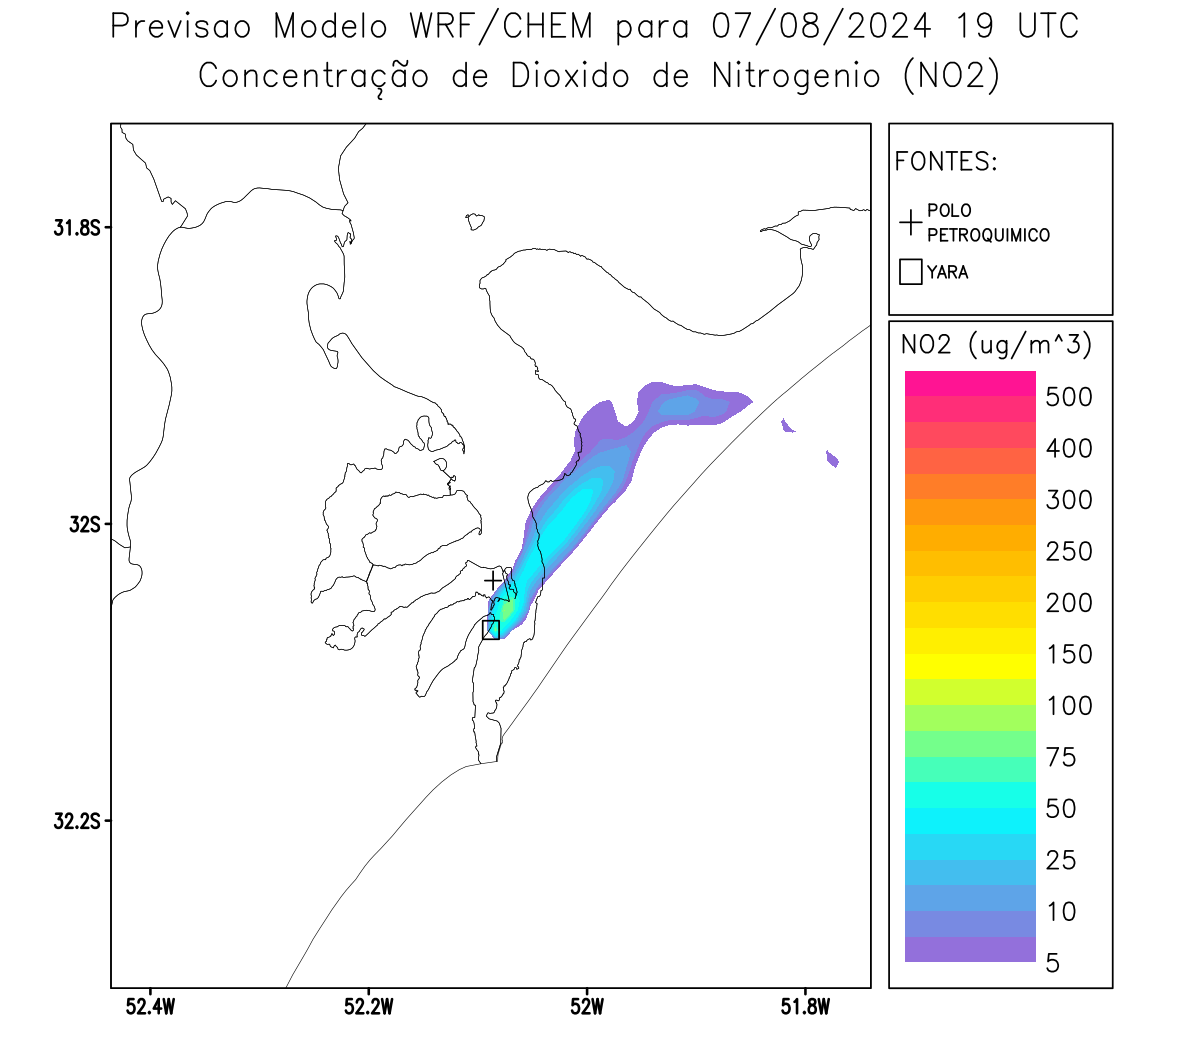 Previsao Modelo WRF/CHEM para 07/08/2024 19 UTC
Concentração de Dioxido de Nitrogenio (NO2)
FONTES:
POLO
PETROQUIMICO
YARA
NO2 (ug/m^3)
500
400
300
250
200
150
100
75
50
25
10
5
31.8S
32S
32.2S
52.4W
52.2W
52W
51.8W